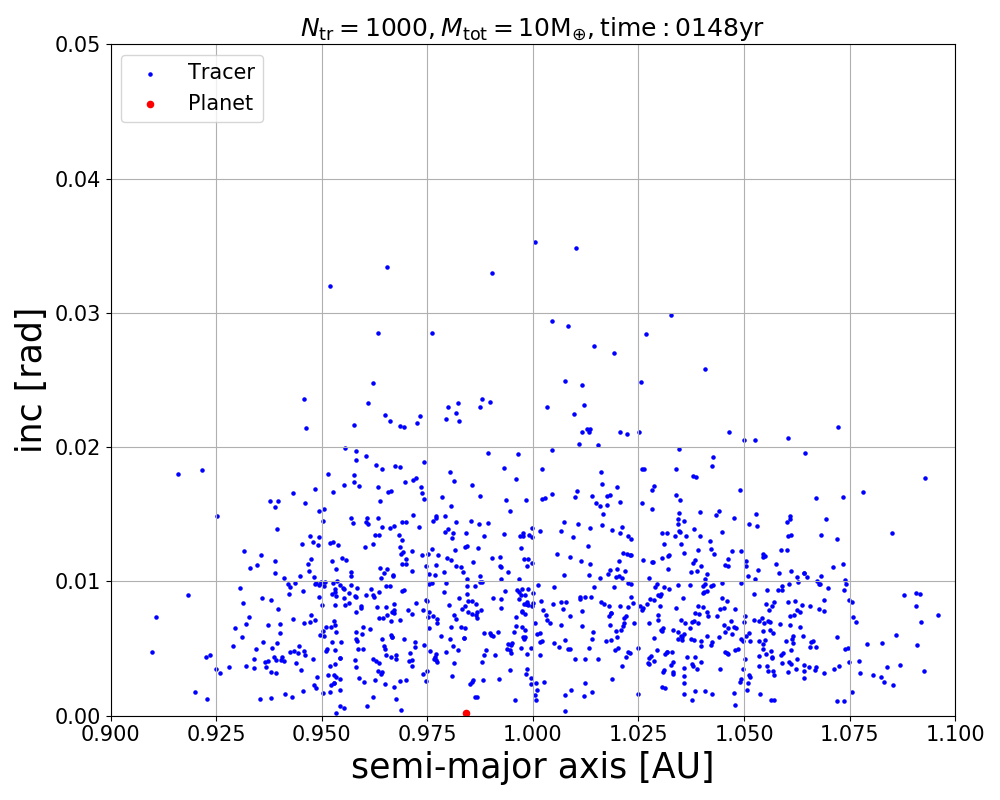 N_tr = 1000, M_tot = 10M_⊕, time : 0148yr
Tracer
Planet
inc [rad]
0.05
0.04
0.03
0.02
0.01
0.00
0.900 0.925 0.950 0.975 1.000 1.025 1.050 1.075 1.100
semi-major axis [AU]